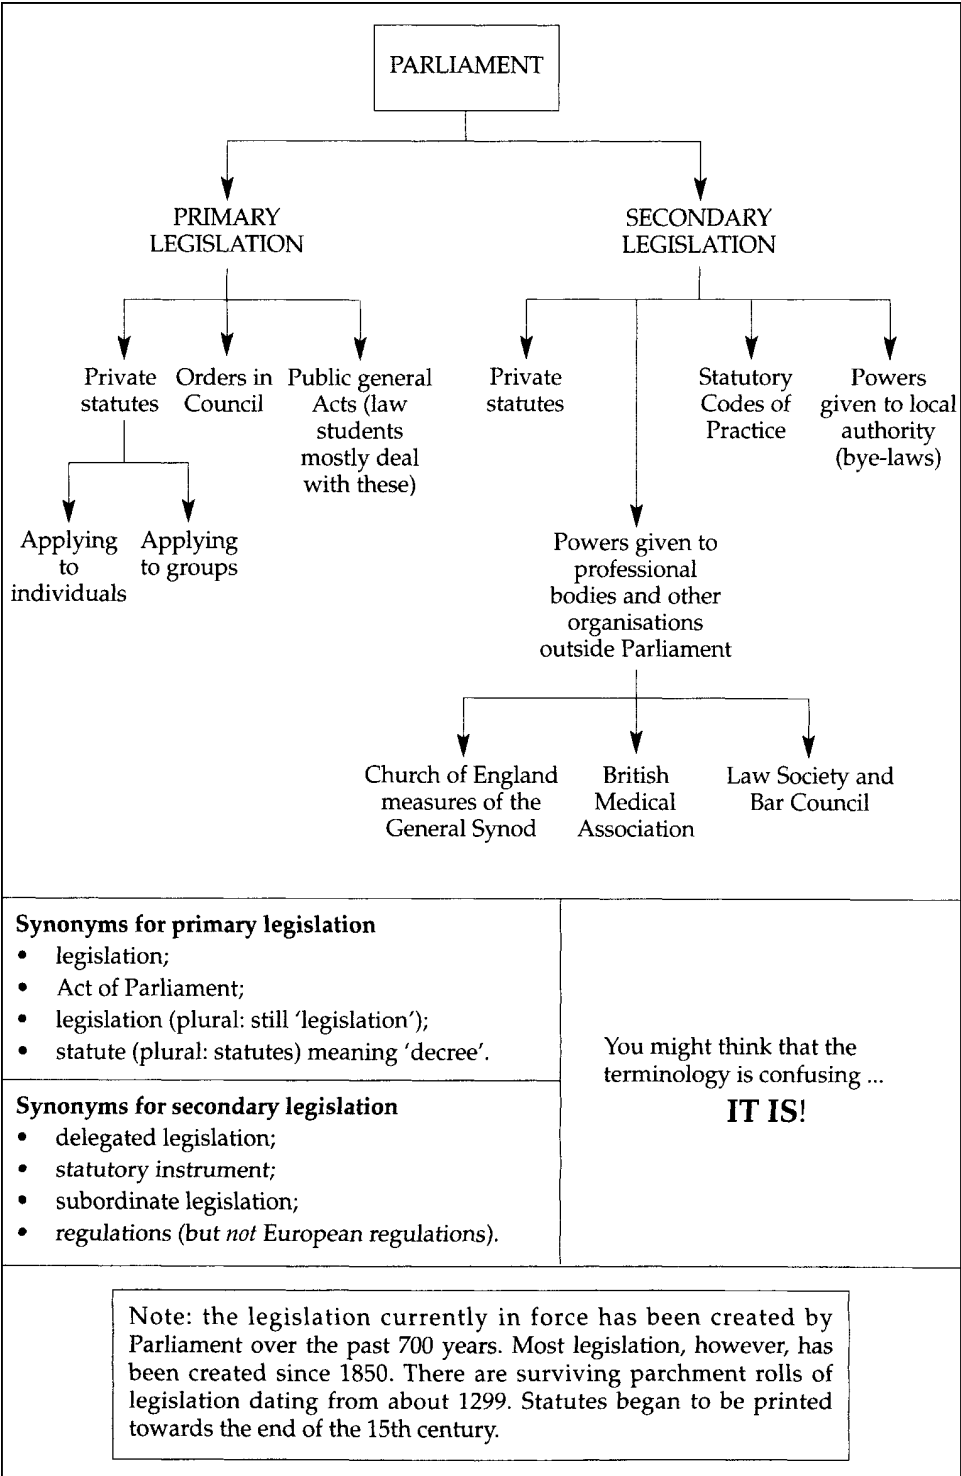 PARLIAMENT
PRIMARY
LEGISLATION
SECONDARY
LEGISLATION
Private
statutes
Orders in
Council
Public general
Acts (law
students
mostly deal
with these)
Private
statutes
Statutory
Codes of
Practice
Powers
given to local
authority
(bye-laws)
Applying
to
individuals
Applying
to groups
Powers given to
professional
bodies and other
organisations
outside Parliament
Church of England
measures of the
General Synod
British
Medical
Association
Law Society and
Bar Council
Synonyms for primary legislation
• legislation;
• Act of Parliament;
• legislation (plural: still 'legislation');
• statute (plural: statutes) meaning 'decree'.
Synonyms for secondary legislation
• delegated legislation;
• statutory instrument;
• subordinate legislation;
• regulations (but not European regulations).
You might think that the
terminology is confusing ...
IT IS!
Note: the legislation currently in force has been created by
Parliament over the past 700 years. Most legislation, however, has
been created since 1850. There are surviving parchment rolls of
legislation dating from about 1299. Statutes began to be printed
towards the end of the 15th century.